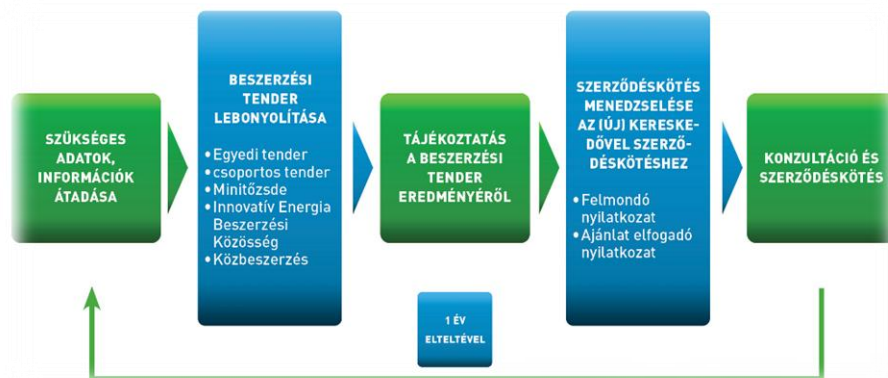 SZÜKSÉGES
ADATOK,
INFORMÁCIÓK
ÁTADÁSA
BESZERZÉSI
TENDER
LEBONYOLÍTÁSA
•Egyedi tender
•csoportos tender
•Minitőzsde
•Innovatív Energia
Beszerzési
Közösség
•Közbeszerzés
TÁJÉKOZTATÁS
A BESZERZÉSI
TENDER
EREDMÉNYÉRŐL
SZERZŐDÉSKÖTÉS
MENEDZSELÉSE
AZ (ÚJ) KERESKE-
DŐVEL SZERZŐ-
DÉSKÖTÉSHEZ
•Felmondó
nyilatkozat
•Ajánlat elfogadó
nyilatkozat
KONZULTÁCIÓ ÉS
SZERZŐDÉSKÖTÉS
1 ÉV
ELTELTÉVEL